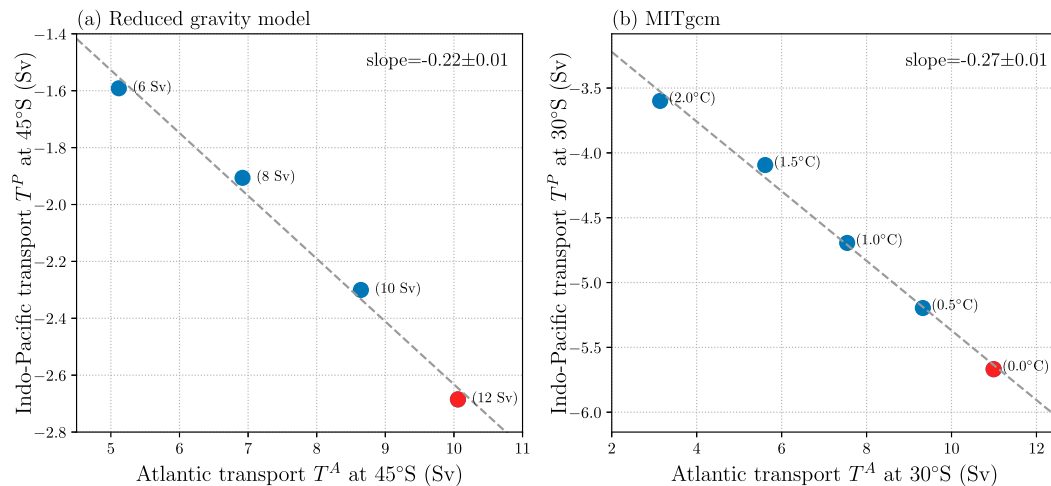 (a) Reduced gravity model
slope=-0.22±0.01
(6 Sv)
(8 Sv)
(10 Sv)
(12 Sv)
−1.4
−1.6
−1.8
−2.0
−2.2
−2.4
−2.6
−2.8
Indo-Pacific transport T^P at 45°S (Sv)
5 6 7 8 9 10 11
Atlantic transport T^A at 45°S (Sv)
(b) MITgcm
slope=-0.27±0.01
(2.0°C)
(1.5°C)
(1.0°C)
(0.5°C)
(0.0°C)
−3.5
−4.0
−4.5
−5.0
−5.5
−6.0
Indo-Pacific transport T^P at 30°S (Sv)
2 4 6 8 10 12
Atlantic transport T^A at 30°S (Sv)